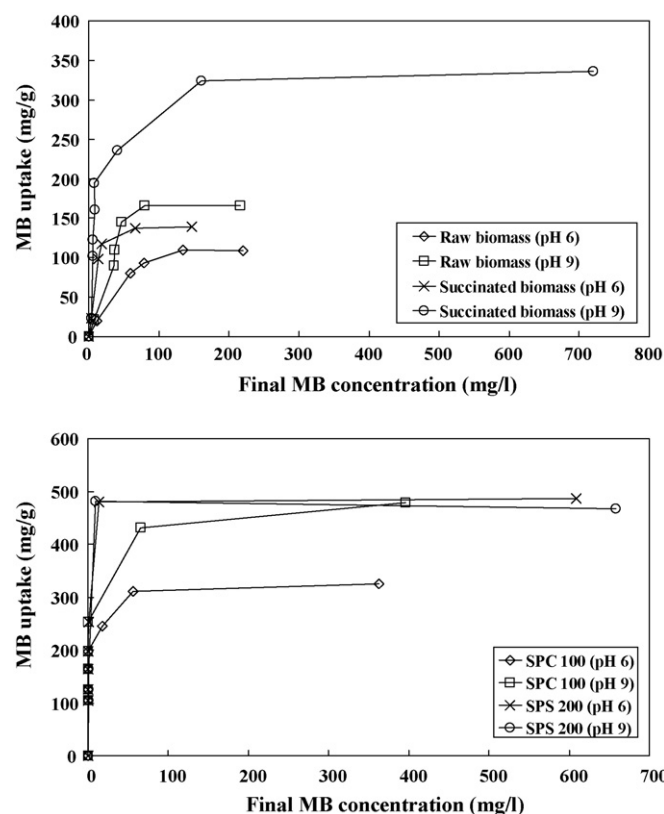 400
350
300
250
200
150
100
50
0
MB uptake (mg/g)
Raw biomass (pH 6)
Raw biomass (pH 9)
Succinated biomass (pH 6)
Succinated biomass (pH 9)
0 100 200 300 400 500 600 700 800
Final MB concentration (mg/l)
600
500
400
300
200
100
0
MB uptake (mg/g)
SPC 100 (pH 6)
SPC 100 (pH 9)
SPS 200 (pH 6)
SPS 200 (pH 9)
0 100 200 300 400 500 600 700
Final MB concentration (mg/l)